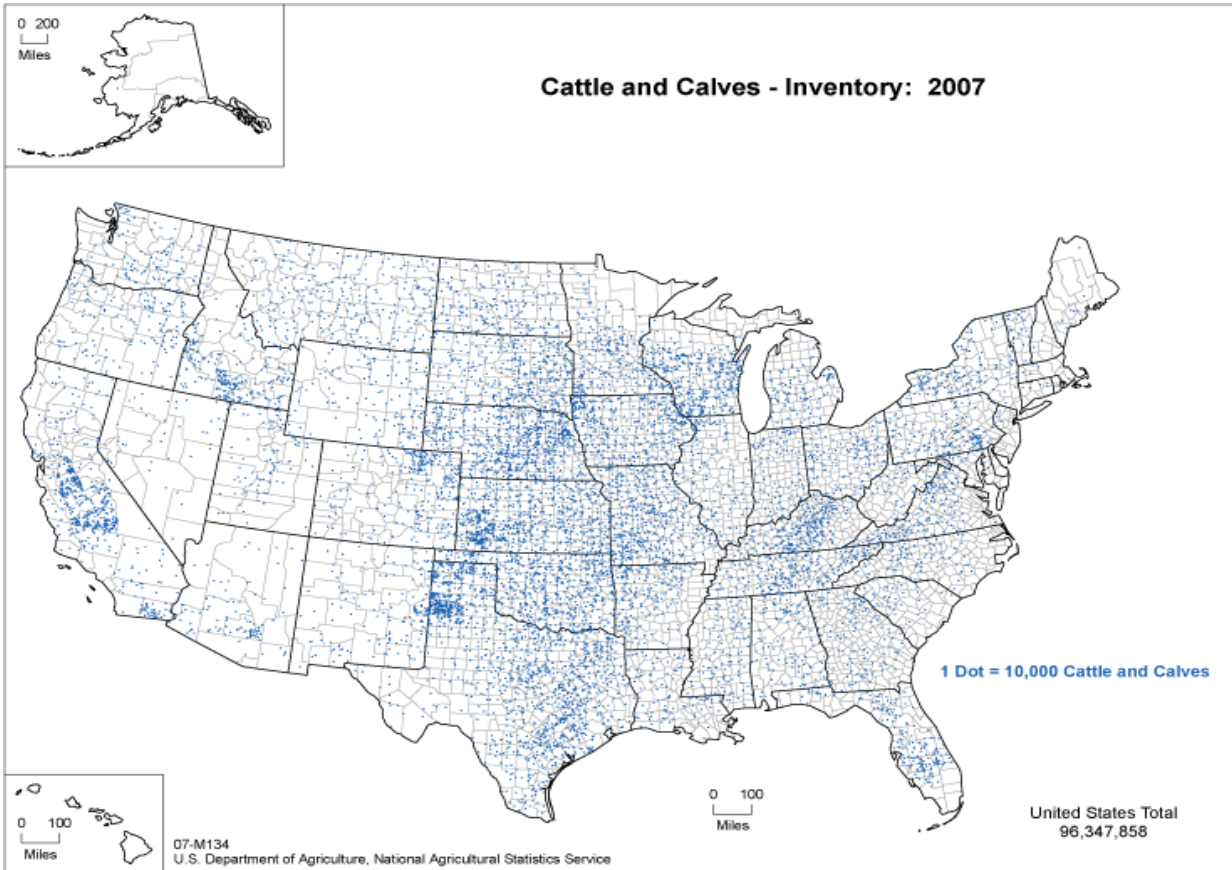 0 200
Miles
Cattle and Calves - Inventory: 2007
1 Dot = 10,000 Cattle and Calves
0 100
Miles
United States Total
96,347,858
0 100
Miles
07-M134
U.S. Department of Agriculture, National Agricultural Statistics Service